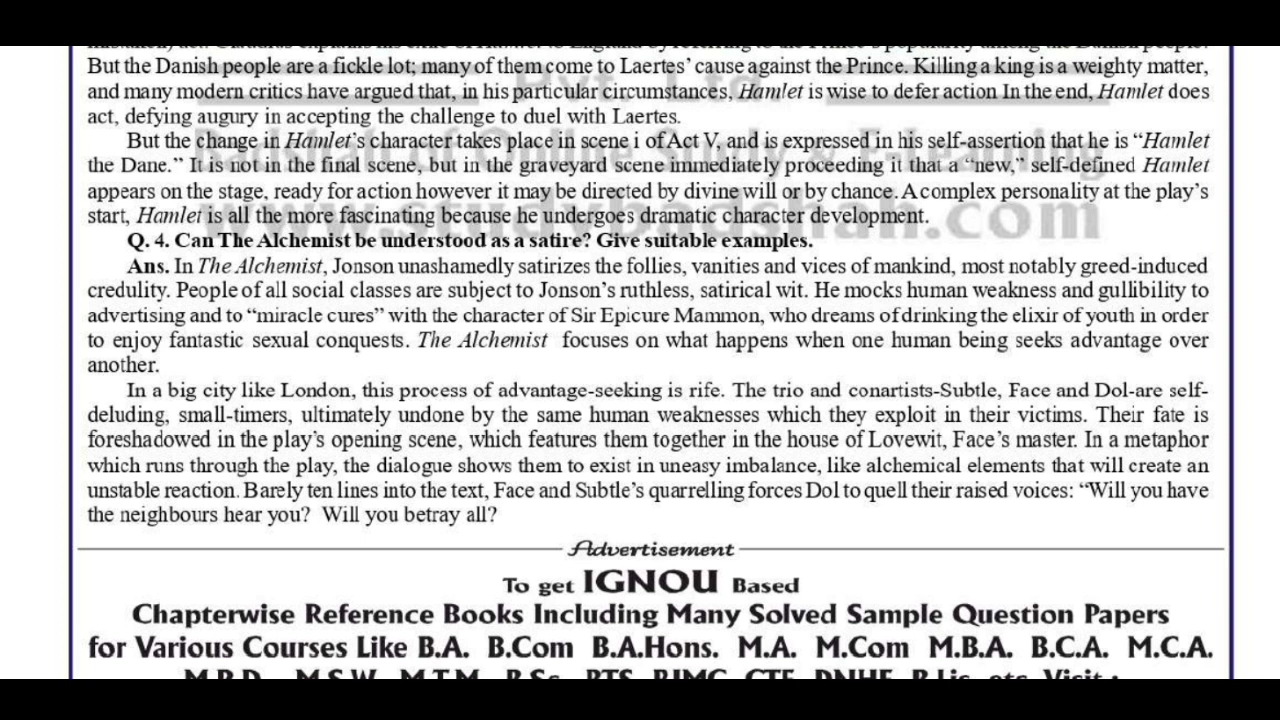 But the Danish people are a fickle lot; many of them come to Laertes' cause against the Prince. Killing a king is a weighty matter,
and many modern critics have argued that, in his particular circumstances, Hamlet is wise to defer action In the end, Hamlet does
act, defying augury in accepting the challenge to duel with Laertes.
But the change in Hamlet's character takes place in scene i of Act V, and is expressed in his self-assertion that he is “Hamlet
the Dane.” It is not in the final scene, but in the graveyard scene immediately proceeding it that a “new,” self-defined Hamlet
appears on the stage, ready for action however it may be directed by divine will or by chance. A complex personality at the play's
start, Hamlet is all the more fascinating because he undergoes dramatic character development.
Q. 4. Can The Alchemist be understood as a satire? Give suitable examples.
Ans. In The Alchemist, Jonson unashamedly satirizes the follies, vanities and vices of mankind, most notably greed-induced
credulity. People of all social classes are subject to Jonson's ruthless, satirical wit. He mocks human weakness and gullibility to
advertising and to “miracle cures” with the character of Sir Epicure Mammon, who dreams of drinking the elixir of youth in order
to enjoy fantastic sexual conquests. The Alchemist focuses on what happens when one human being seeks advantage over
another.
In a big city like London, this process of advantage-seeking is rife. The trio and conartists-Subtle, Face and Dol-are self-
deluding, small-timers, ultimately undone by the same human weaknesses which they exploit in their victims. Their fate is
foreshadowed in the play's opening scene, which features them together in the house of Lovewit, Face's master. In a metaphor
which runs through the play, the dialogue shows them to exist in uneasy imbalance, like alchemical elements that will create an
unstable reaction. Barely ten lines into the text, Face and Subtle's quarrelling forces Dol to quell their raised voices: “Will you have
the neighbours hear you? Will you betray all?
Advertisement
To get IGNOU Based
Chapterwise Reference Books Including Many Solved Sample Question Papers
for Various Courses Like B.A. B.Com B.A.Hons. M.A. M.Com M.B.A. B.C.A. M.C.A.